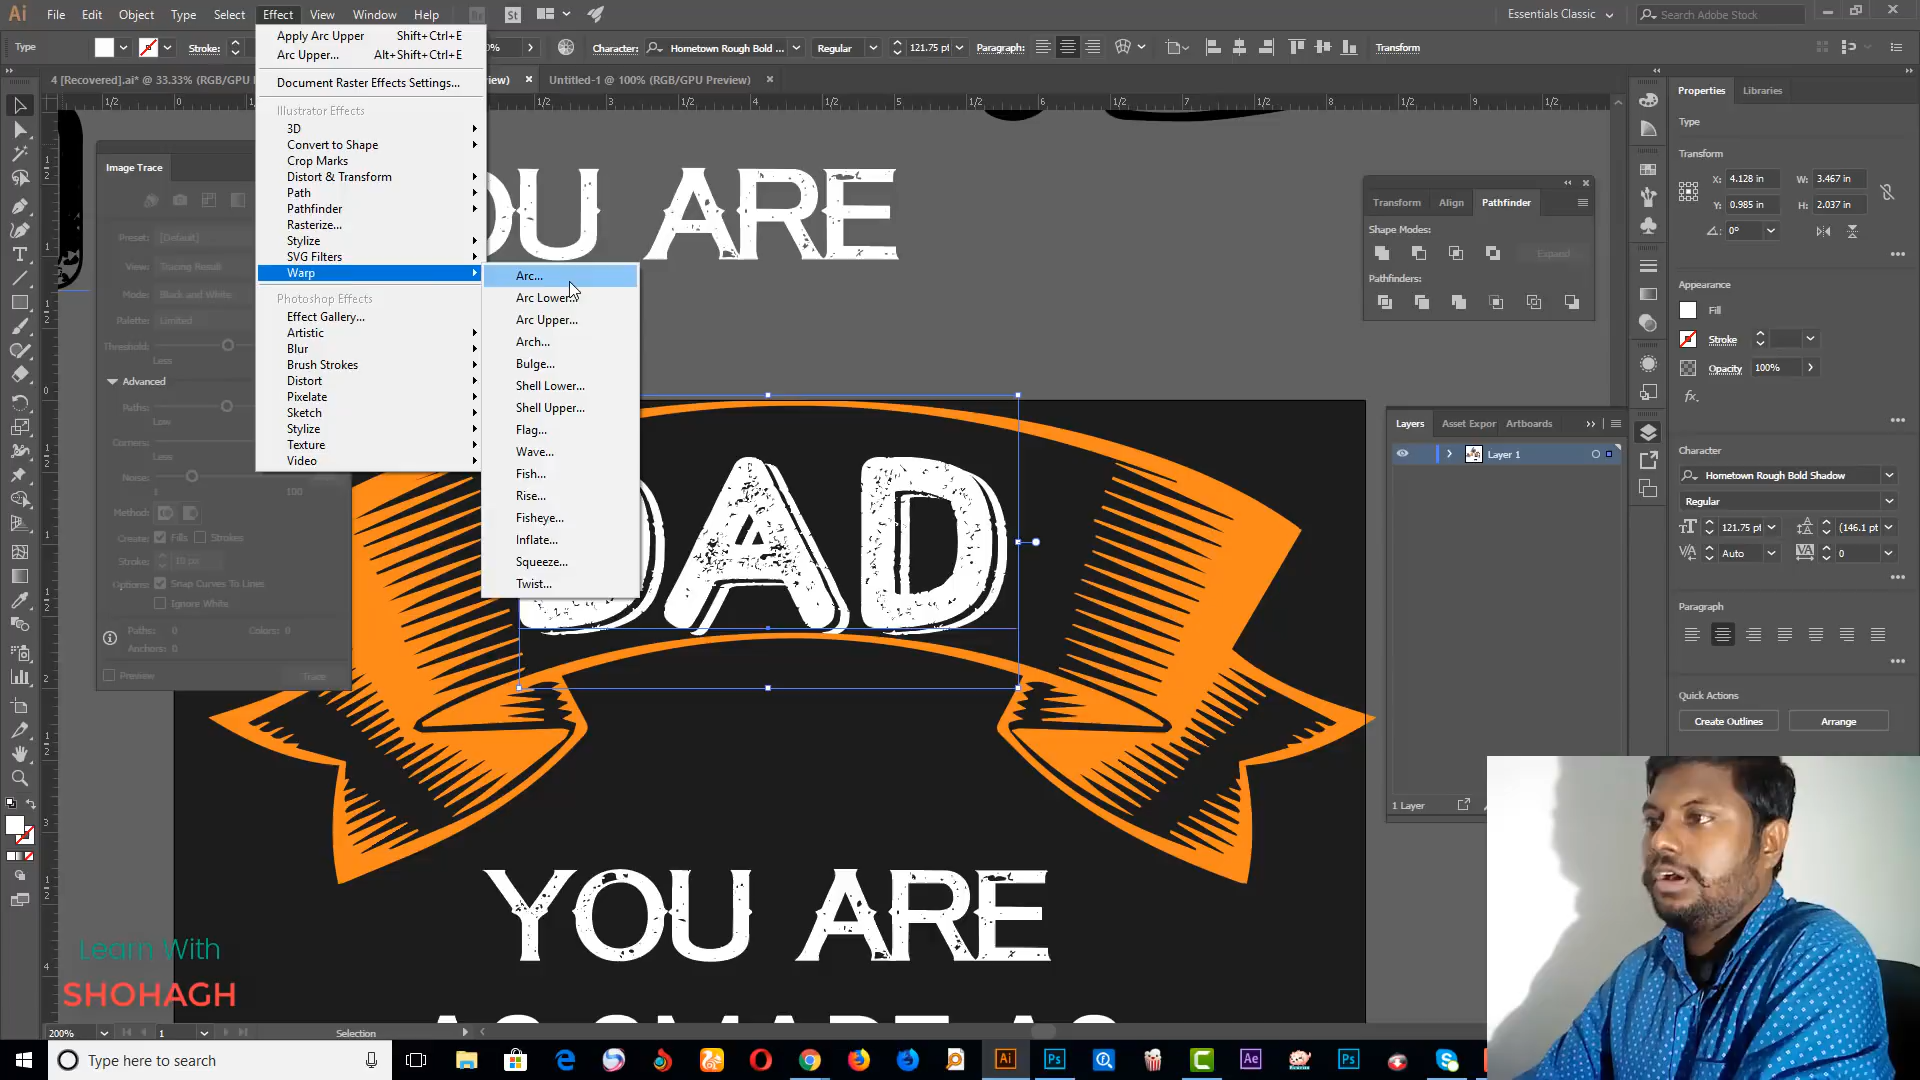 Ai File Edit Object Type Select Effect View Window Help Br St Essentials Classic Search Adobe Stock
Type Stroke: Character: Hometown Rough Bold ... Regular 121.75 pt Paragraph: Transform
Apply Arc Upper Shift+Ctrl+E
Arc Upper... Alt+Shift+Ctrl+E
4 [Recovered].ai* @ 33.33% (RGB/GPU Untitled-1 @ 100% (RGB/GPU Preview)
Document Raster Effects Settings...
Illustrator Effects
3D
Convert to Shape
Crop Marks
Distort & Transform
Path
Pathfinder
Rasterize...
Stylize
SVG Filters
Warp
Photoshop Effects
Effect Gallery...
Artistic
Blur
Brush Strokes
Distort
Pixelate
Sketch
Stylize
Texture
Video
Arc...
Arc Lower...
Arc Upper...
Arch...
Bulge...
Shell Lower...
Shell Upper...
Flag...
Wave...
Fish...
Rise...
Fisheye...
Inflate...
Squeeze...
Twist...
Image Trace
Preset: [Default]
View: Tracing Result
Mode: Black and White
Palette: Limited
Threshold:
Less
Advanced
Paths:
Low
Corners:
Less
Noise:
1 100
Method:
Create: Fills Strokes
Stroke: 10 px
Options: Snap Curves To Lines
Ignore White
Paths: 0 Colors: 0
Anchors: 0
Preview Trace
OU ARE
DAD
YOU ARE
Learn With
SHOHAGH
Transform Align Pathfinder
Shape Modes:
Expand
Pathfinders:
Layers Asset Expor Artboards
Layer 1
1 Layer
Properties Libraries
Type
Transform
X: 4.128 in W: 3.467 in
Y: 0.985 in H: 2.037 in
0°
Appearance
Fill
Stroke
Opacity 100%
fx.
Character
Hometown Rough Bold Shadow
Regular
121.75 pt (146.1 pt
Auto 0
Paragraph
Quick Actions
Create Outlines Arrange
200% 1 Selection
Type here to search